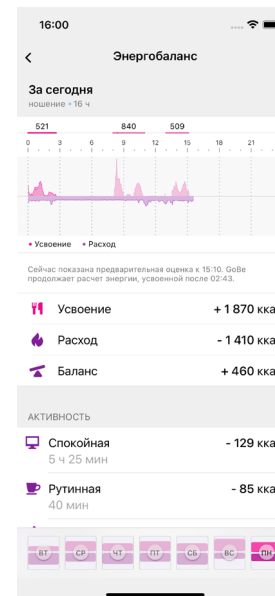 16:00
Энергобаланс
За сегодня
ношение • 16 ч
521 840 509
0 3 6 9 12 15 18 21
• Усвоение • Расход
Сейчас показана предварительная оценка к 15:10. GoBe
продолжает расчет энергии, усвоенной после 02:43.
Усвоение + 1 870 кка
Расход - 1 410 кка
Баланс + 460 кка
АКТИВНОСТЬ
Спокойная - 129 кка
5 ч 25 мин
Рутинная - 85 кка
40 мин
ВТ СР ЧТ ПТ СБ ВС ПН